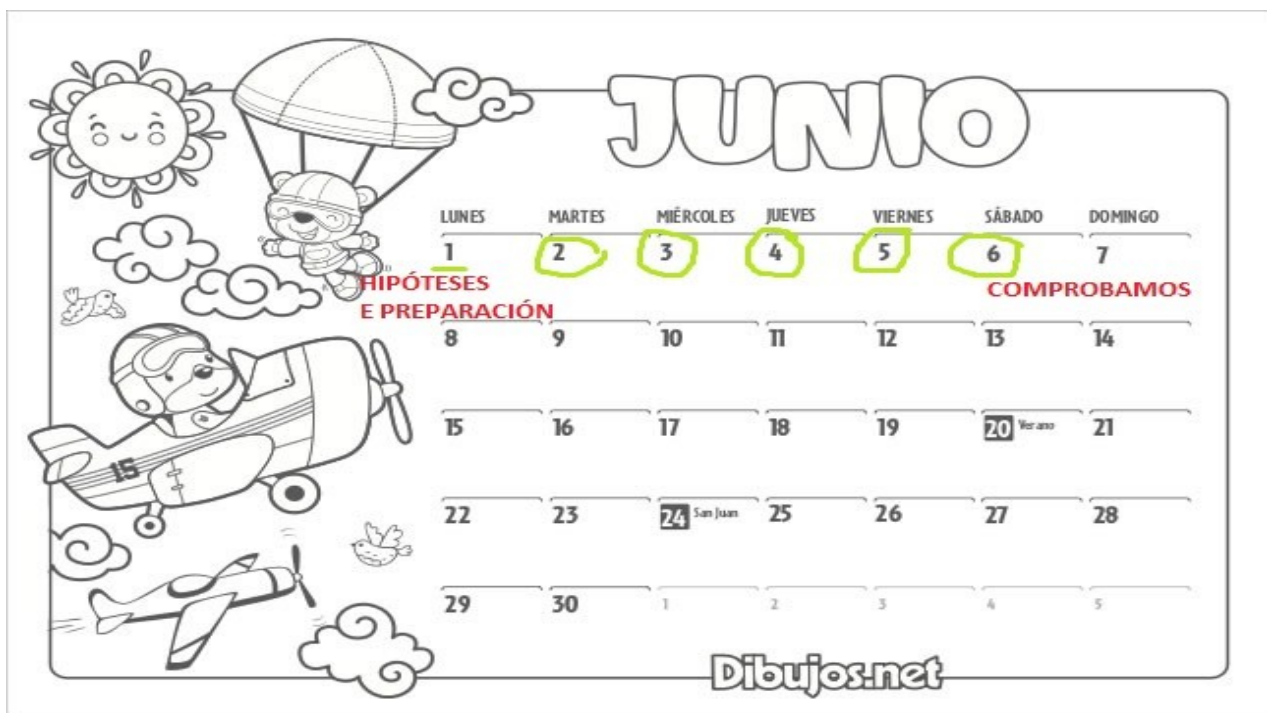 JUNIO
LUNES MARTES MIÉRCOLES JUEVES VIERNES SÁBADO DOMINGO
1 2 3 4 5 6 7
HIPÓTESES
E PREPARACIÓN
COMPROBAMOS
8 9 10 11 12 13 14
15 16 17 18 19 20 Verano 21
22 23 24 San Juan 25 26 27 28
29 30 1 2 3 4 5
15
Dibujos.net